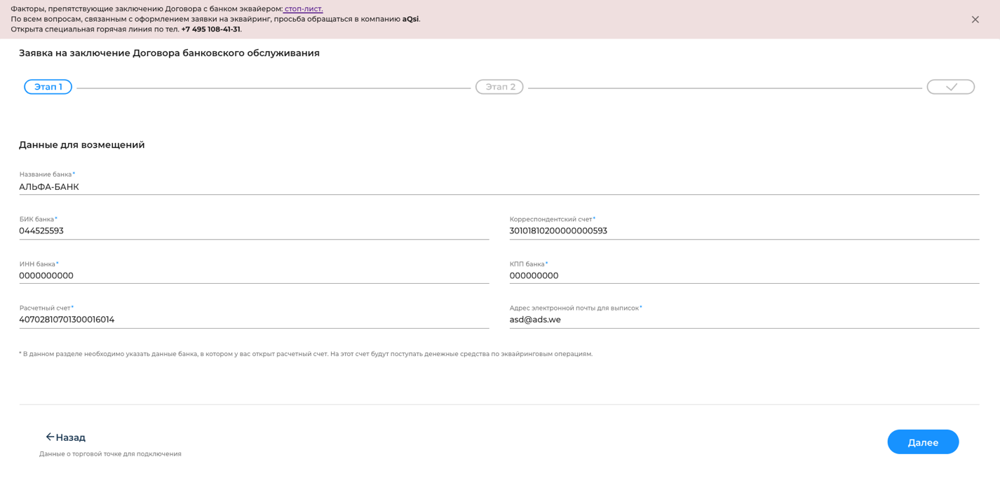 Факторы, препятствующие заключению Договора с банком эквайером: стоп-лист.
По всем вопросам, связанным с оформлением заявки на эквайринг, просьба обращаться в компанию aQsi.
Открыта специальная горячая линия по тел. +7 495 108-41-31.
Заявка на заключение Договора банковского обслуживания
Этап 1
Этап 2
Данные для возмещений
Название банка*
АЛЬФА-БАНК
БИК банка*
044525593
Корреспондентский счет*
30101810200000000593
ИНН банка*
0000000000
КПП банка*
000000000
Расчетный счет*
40702810701300016014
Адрес электронной почты для выписок*
asd@ads.we
* В данном разделе необходимо указать данные банка, в котором у вас открыт расчетный счет. На этот счет будут поступать денежные средства по эквайринговым операциям.
Назад
Данные о торговой точке для подключения
Далее